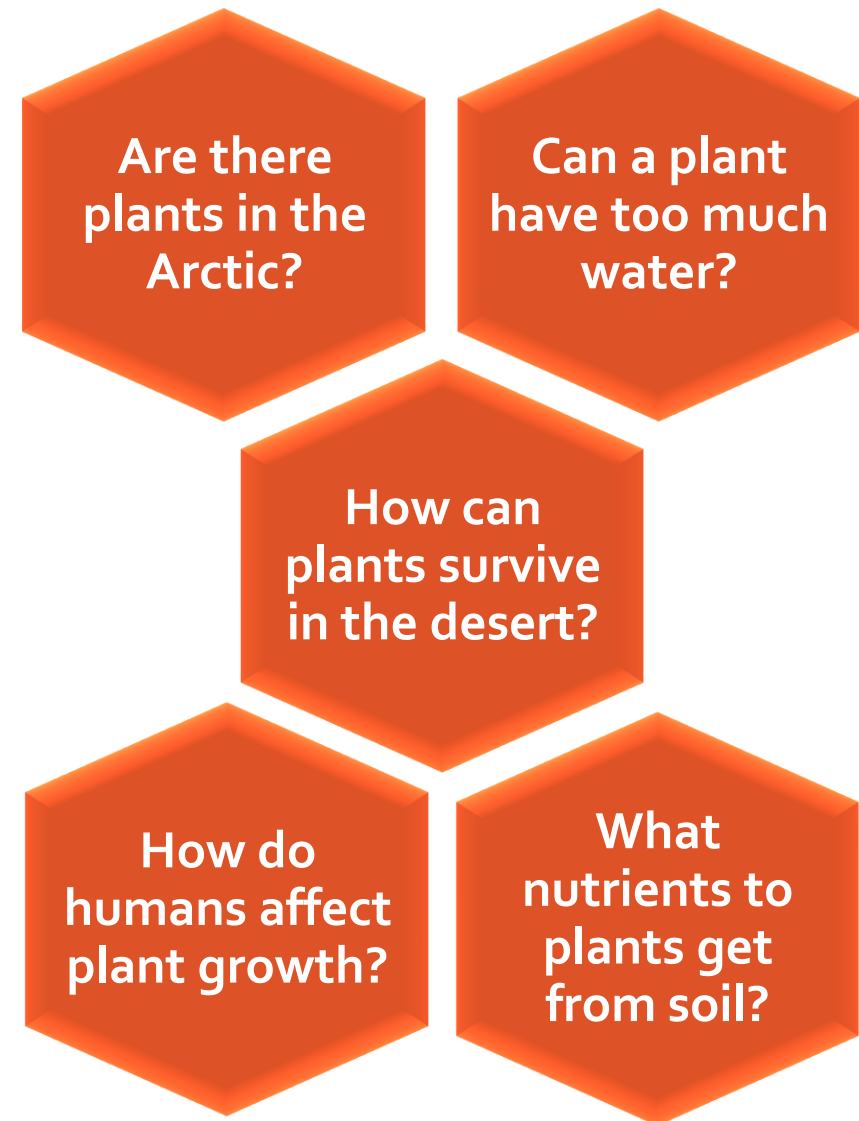 Are there
plants in the
Arctic?
Can a plant
have too much
water?
How can
plants survive
in the desert?
How do
humans affect
plant growth?
What
nutrients to
plants get
from soil?